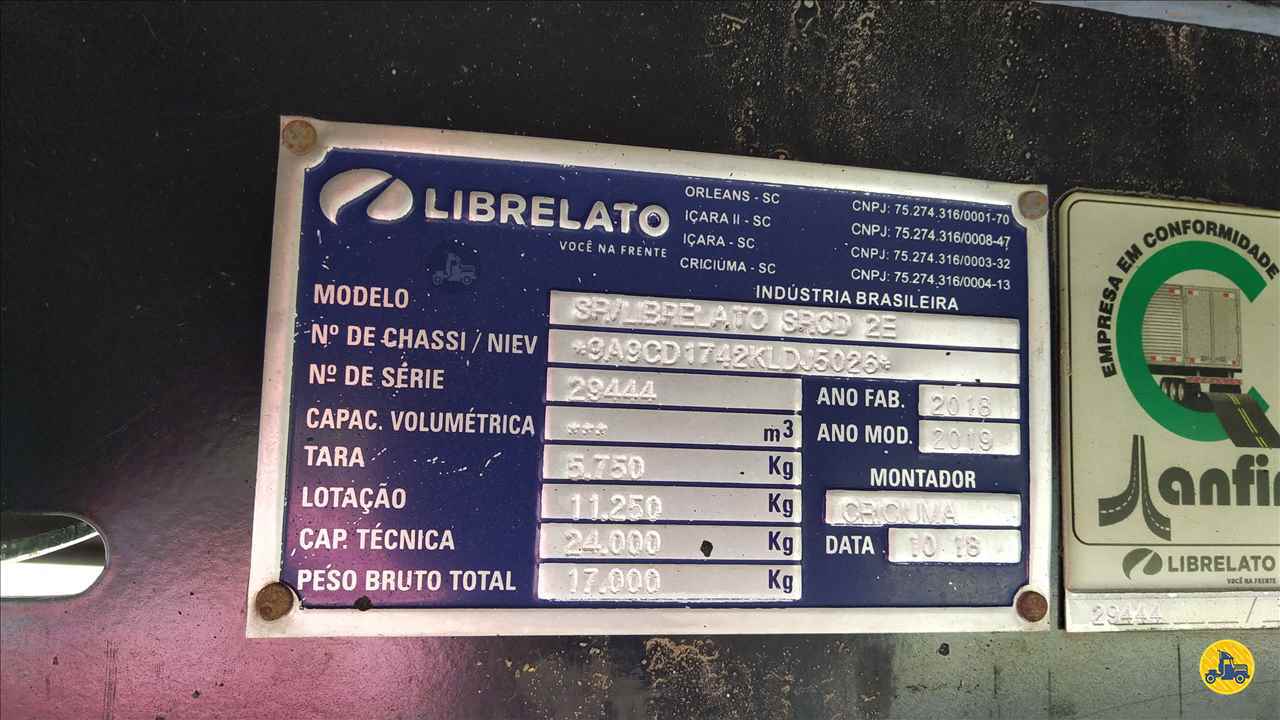 LIBRELATO
VOCÊ NA FRENTE
ORLEANS - SC CNPJ: 75.274.316/0001-70
IÇARA II - SC CNPJ: 75.274.316/0008-47
IÇARA - SC CNPJ: 75.274.316/0003-32
CRICIÚMA - SC CNPJ: 75.274.316/0004-13
INDÚSTRIA BRASILEIRA
MODELO SR/LIBRELATO SRCD 2E
Nº DE CHASSI / NIEV *9A9CD1742KLDJ5026*
Nº DE SÉRIE 29444
ANO FAB. 2018
CAPAC. VOLUMÉTRICA *** m3
ANO MOD. 2019
TARA 5.750 Kg
LOTAÇÃO 11.250 Kg
CAP. TÉCNICA 24.000 Kg
PESO BRUTO TOTAL 17.000 Kg
MONTADOR
CRICIUMA
DATA 10 18
EMPRESA EM CONFORMIDADE
anfir
LIBRELATO
VOCÊ NA FRENTE
29444 /